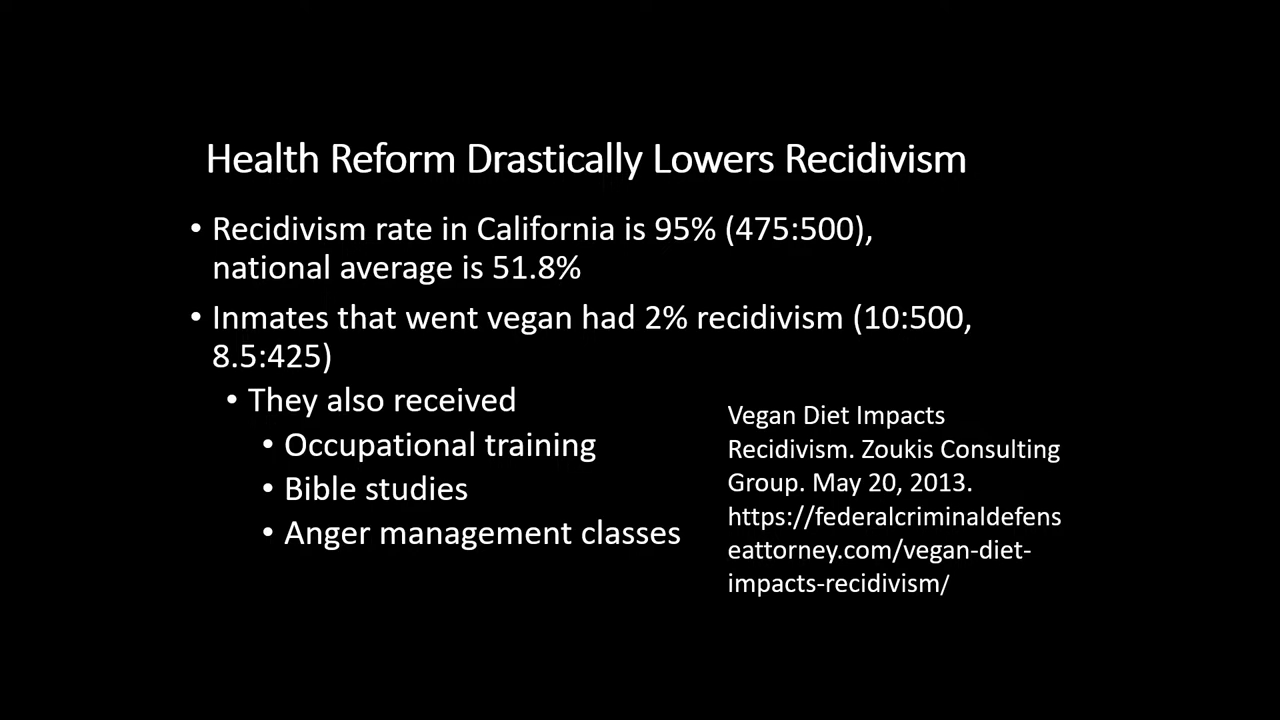 Health Reform Drastically Lowers Recidivism
• Recidivism rate in California is 95% (475:500),
national average is 51.8%
• Inmates that went vegan had 2% recidivism (10:500,
8.5:425)
• They also received
• Occupational training
• Bible studies
• Anger management classes
Vegan Diet Impacts
Recidivism. Zoukis Consulting
Group. May 20, 2013.
https://federalcriminaldefens
eattorney.com/vegan-diet-
impacts-recidivism/